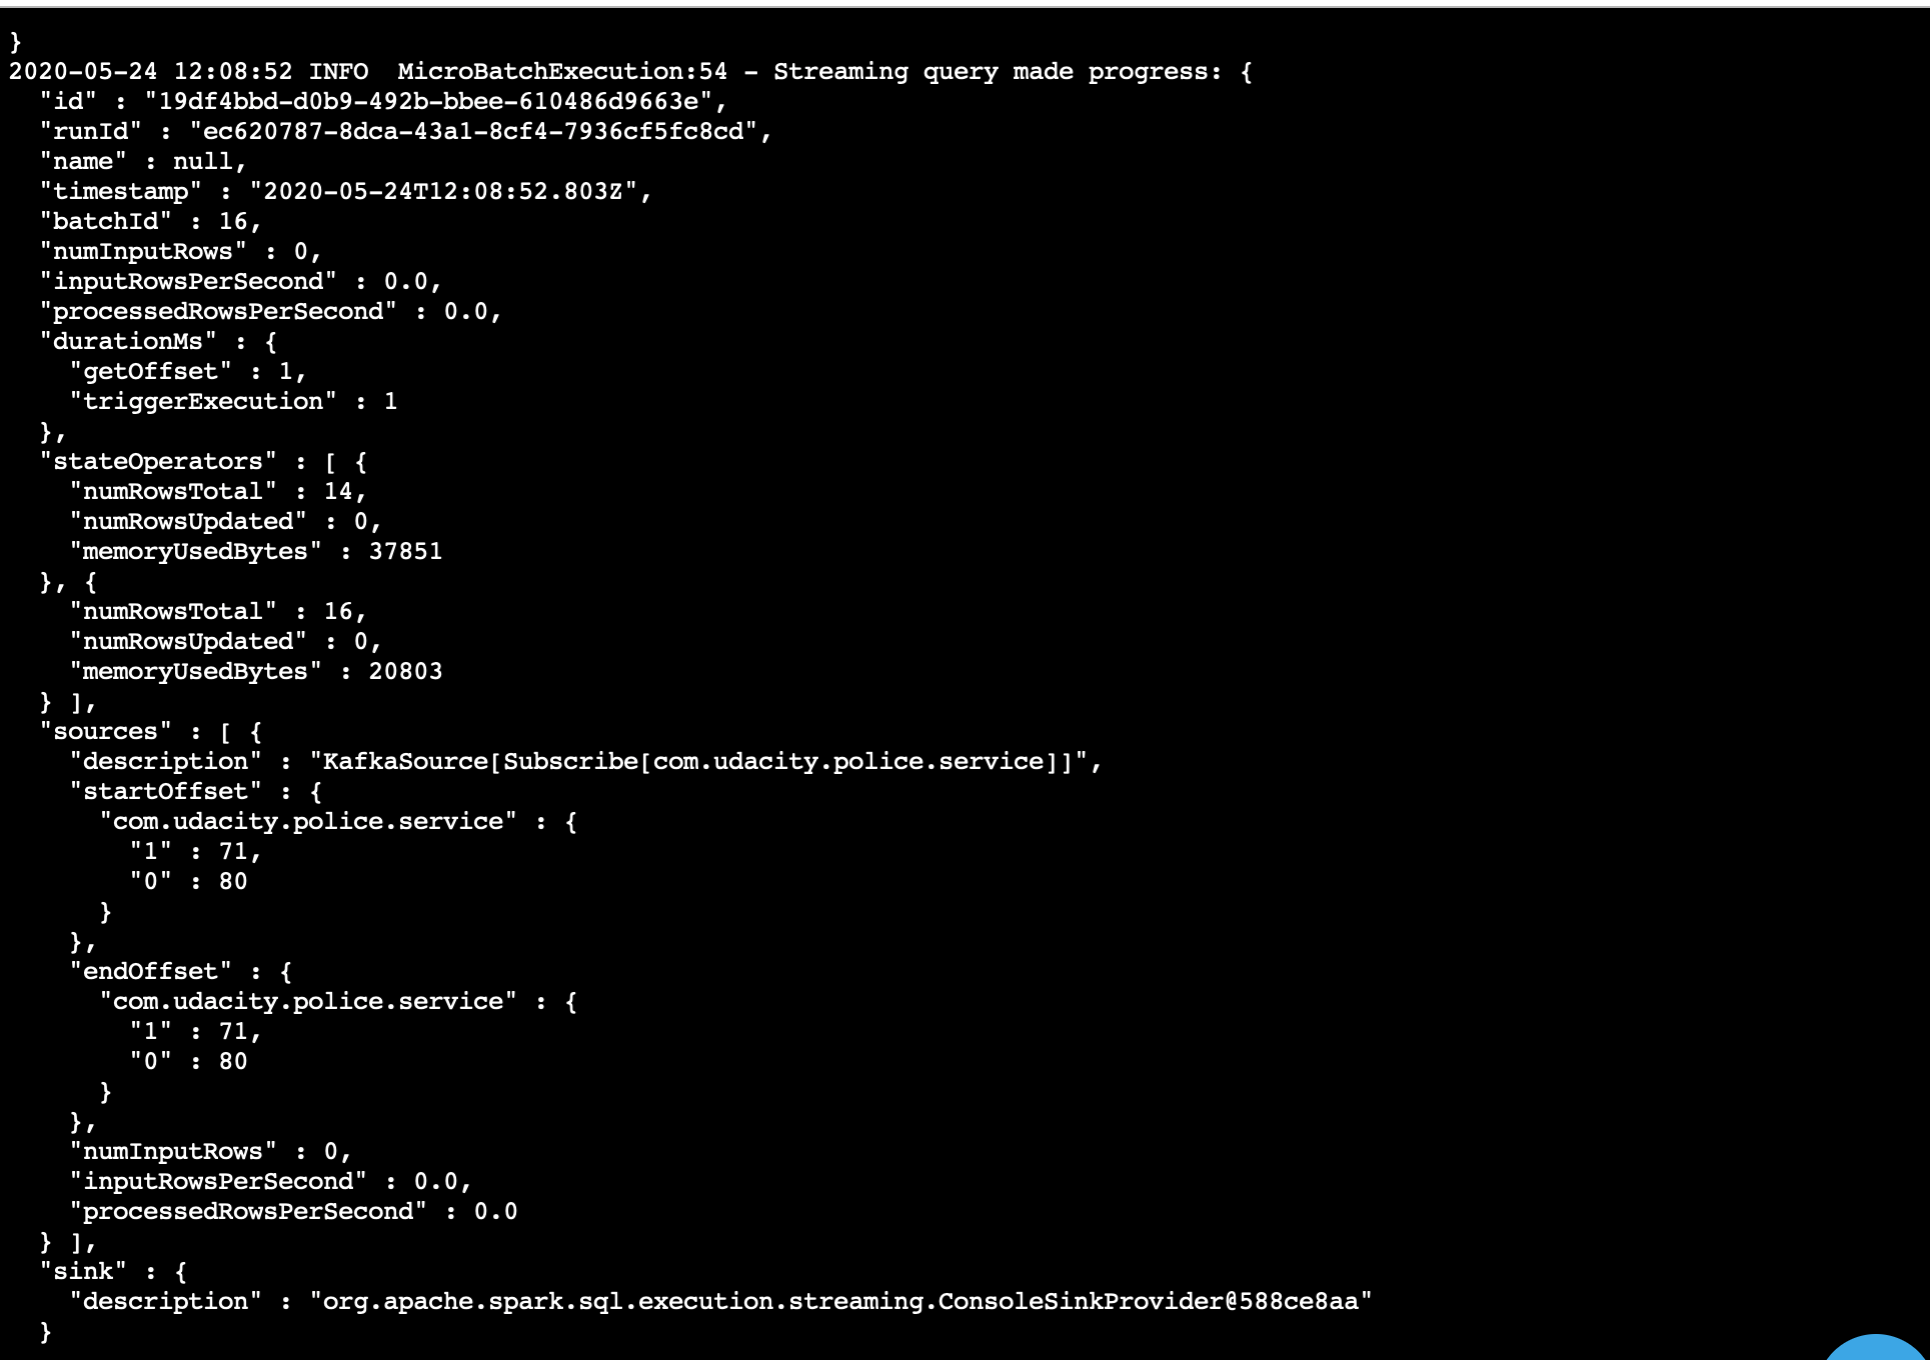 }
2020-05-24 12:08:52 INFO  MicroBatchExecution:54 - Streaming query made progress: {
  "id" : "19df4bbd-d0b9-492b-bbee-610486d9663e",
  "runId" : "ec620787-8dca-43a1-8cf4-7936cf5fc8cd",
  "name" : null,
  "timestamp" : "2020-05-24T12:08:52.803Z",
  "batchId" : 16,
  "numInputRows" : 0,
  "inputRowsPerSecond" : 0.0,
  "processedRowsPerSecond" : 0.0,
  "durationMs" : {
    "getOffset" : 1,
    "triggerExecution" : 1
  },
  "stateOperators" : [ {
    "numRowsTotal" : 14,
    "numRowsUpdated" : 0,
    "memoryUsedBytes" : 37851
  }, {
    "numRowsTotal" : 16,
    "numRowsUpdated" : 0,
    "memoryUsedBytes" : 20803
  } ],
  "sources" : [ {
    "description" : "KafkaSource[Subscribe[com.udacity.police.service]]",
    "startOffset" : {
      "com.udacity.police.service" : {
        "1" : 71,
        "0" : 80
      }
    },
    "endOffset" : {
      "com.udacity.police.service" : {
        "1" : 71,
        "0" : 80
      }
    },
    "numInputRows" : 0,
    "inputRowsPerSecond" : 0.0,
    "processedRowsPerSecond" : 0.0
  } ],
  "sink" : {
    "description" : "org.apache.spark.sql.execution.streaming.ConsoleSinkProvider@588ce8aa"
  }